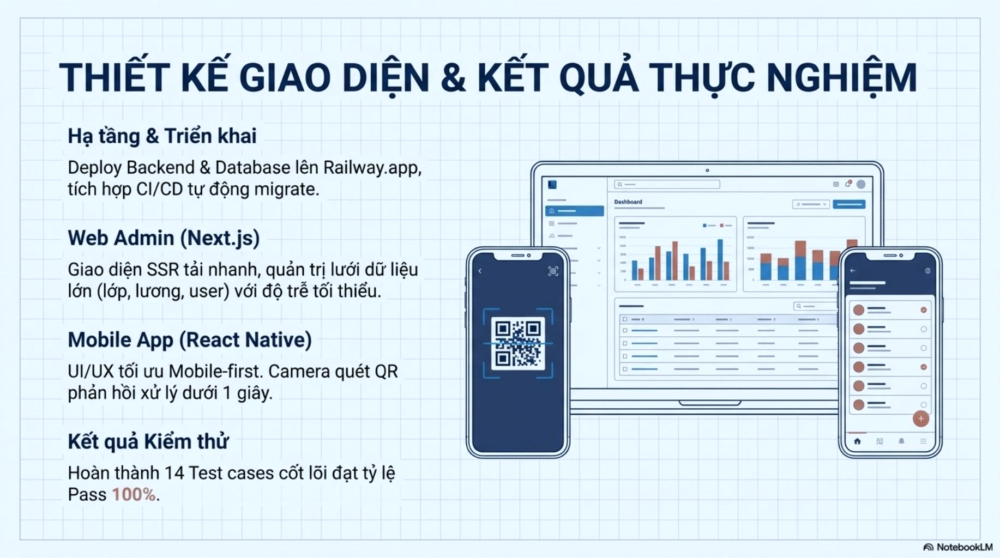 THIẾT KẾ GIAO DIỆN & KẾT QUẢ THỰC NGHIỆM
Hạ tầng & Triển khai
Deploy Backend & Database lên Railway.app,
tích hợp CI/CD tự động migrate.
Web Admin (Next.js)
Giao diện SSR tải nhanh, quản trị lưới dữ liệu
lớn (lớp, lương, user) với độ trễ tối thiểu.
Mobile App (React Native)
UI/UX tối ưu Mobile-first. Camera quét QR
phản hồi xử lý dưới 1 giây.
Kết quả Kiểm thử
Hoàn thành 14 Test cases cốt lõi đạt tỷ lệ
Pass 100%.
Dashboard
NotebookLM